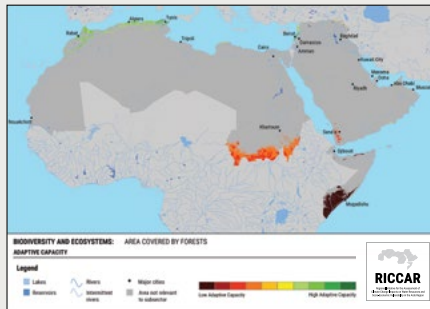 Algiers
Tunis
Rabat
Tripoli
Beirut
Damascus
Baghdad
Amman
Cairo
Kuwait City
Manama
Doha
Abu Dhabi
Muscat
Riyadh
Nouakchott
Khartoum
Sana'a
Djibouti
Mogadishu
BIODIVERSITY AND ECOSYSTEMS: AREA COVERED BY FORESTS
ADAPTIVE CAPACITY
Legend
Lakes
Rivers
Major cities
Reservoirs
Intermittent rivers
Area not relevant to subsector
Low Adaptive Capacity
High Adaptive Capacity
RICCAR